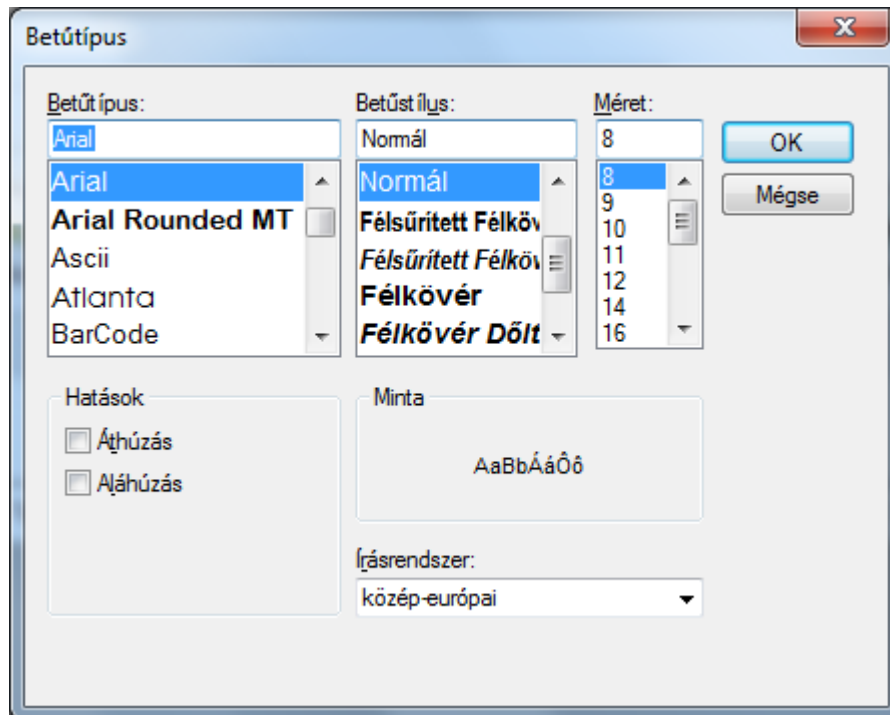 Betűtípus
Betűtípus:
Arial
Arial
Arial Rounded MT
Ascii
Atlanta
BarCode
Betűstílus:
Normál
Normál
Félsűrített Félköv
Félsűrített Félköv
Félkövér
Félkövér Dőlt
Méret:
8
8
9
10
11
12
14
16
OK
Mégse
Hatások
Áthúzás
Aláhúzás
Minta
AaBbÁáÔô
Írásrendszer:
közép-európai